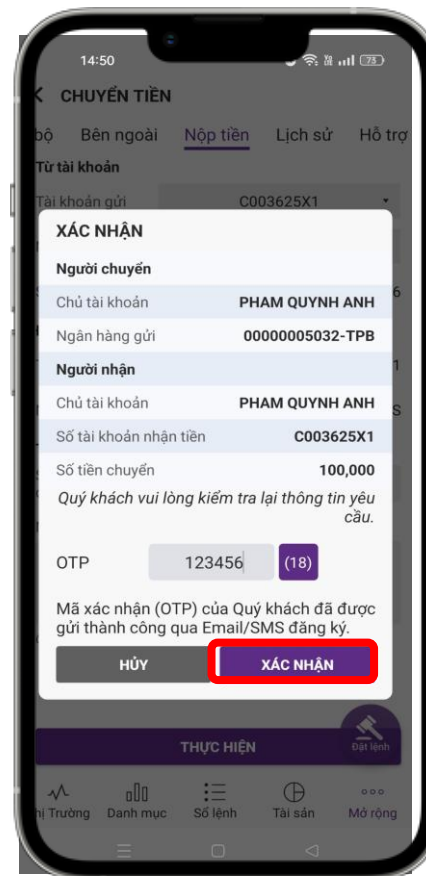 14:50
73
CHUYỂN TIỀN
bộ Bên ngoài Nộp tiền Lịch sử Hỗ trợ
Từ tài khoản
Tài khoản gửi C003625X1
XÁC NHẬN
Người chuyển
Chủ tài khoản PHAM QUYNH ANH
Ngân hàng gửi 00000005032-TPB
Người nhận
Chủ tài khoản PHAM QUYNH ANH
Số tài khoản nhận tiền C003625X1
Số tiền chuyển 100,000
Quý khách vui lòng kiểm tra lại thông tin yêu
cầu.
OTP 123456 (18)
Mã xác nhận (OTP) của Quý khách đã được
gửi thành công qua Email/SMS đăng ký.
HỦY XÁC NHẬN
THỰC HIỆN
Đặt lệnh
hị Trường Danh mục Sổ lệnh Tài sản Mở rộng